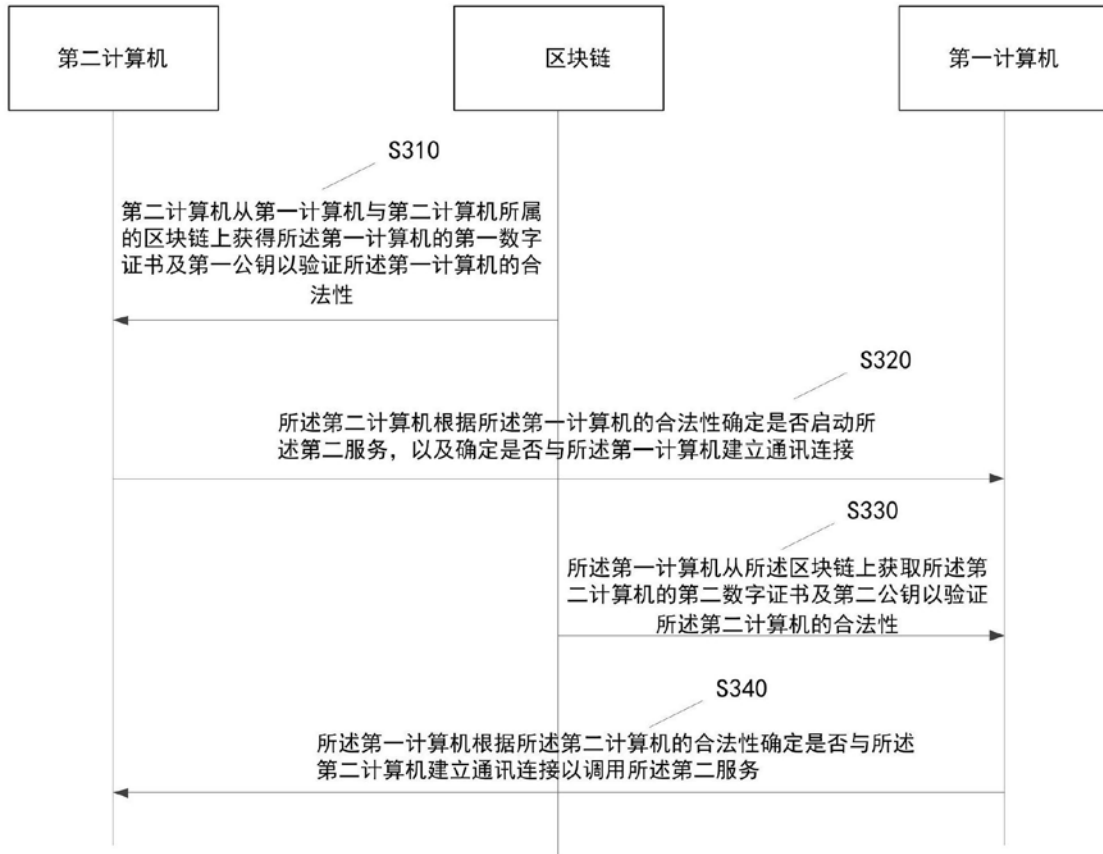 第二计算机
区块链
第一计算机
S310
第二计算机从第一计算机与第二计算机所属
的区块链上获得所述第一计算机的第一数字
证书及第一公钥以验证所述第一计算机的合
法性
S320
所述第二计算机根据所述第一计算机的合法性确定是否启动所
述第二服务，以及确定是否与所述第一计算机建立通讯连接
S330
所述第一计算机从所述区块链上获取所述第
二计算机的第二数字证书及第二公钥以验证
所述第二计算机的合法性
S340
所述第一计算机根据所述第二计算机的合法性确定是否与所述
第二计算机建立通讯连接以调用所述第二服务